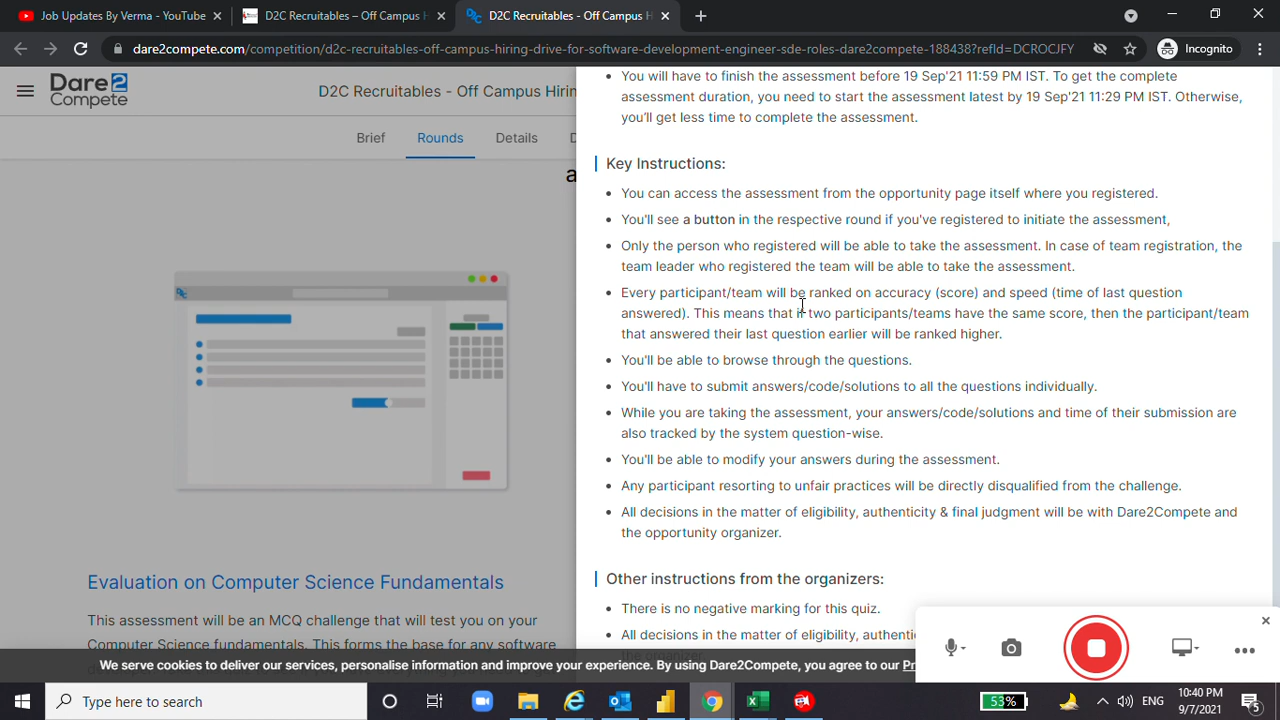 Job Updates By Verma - YouTube
D2C Recruitables – Off Campus H
D2C Recruitables - Off Campus H
dare2compete.com/competition/d2c-recruitables-off-campus-hiring-drive-for-software-development-engineer-sde-roles-dare2compete-188438?refId=DCROCJFY
Incognito
Dare2
Compete
D2C Recruitables - Off Campus Hirin
Brief
Rounds
Details
D
a
You will have to finish the assessment before 19 Sep'21 11:59 PM IST. To get the complete
assessment duration, you need to start the assessment latest by 19 Sep'21 11:29 PM IST. Otherwise,
you'll get less time to complete the assessment.
Key Instructions:
You can access the assessment from the opportunity page itself where you registered.
You'll see a button in the respective round if you've registered to initiate the assessment,
Only the person who registered will be able to take the assessment. In case of team registration, the
team leader who registered the team will be able to take the assessment.
Every participant/team will be ranked on accuracy (score) and speed (time of last question
answered). This means that if two participants/teams have the same score, then the participant/team
that answered their last question earlier will be ranked higher.
You'll be able to browse through the questions.
You'll have to submit answers/code/solutions to all the questions individually.
While you are taking the assessment, your answers/code/solutions and time of their submission are
also tracked by the system question-wise.
You'll be able to modify your answers during the assessment.
Any participant resorting to unfair practices will be directly disqualified from the challenge.
All decisions in the matter of eligibility, authenticity & final judgment will be with Dare2Compete and
the opportunity organizer.
Other instructions from the organizers:
There is no negative marking for this quiz.
All decisions in the matter of eligibility, authenti
the organizer.
Evaluation on Computer Science Fundamentals
This assessment will be an MCQ challenge that will test you on your
Computer Science fundamentals. This forms the base for any software
We serve cookies to deliver our services, personalise information and improve your experience. By using Dare2Compete, you agree to our Pr
Type here to search
53%
ENG
10:40 PM
9/7/2021
5